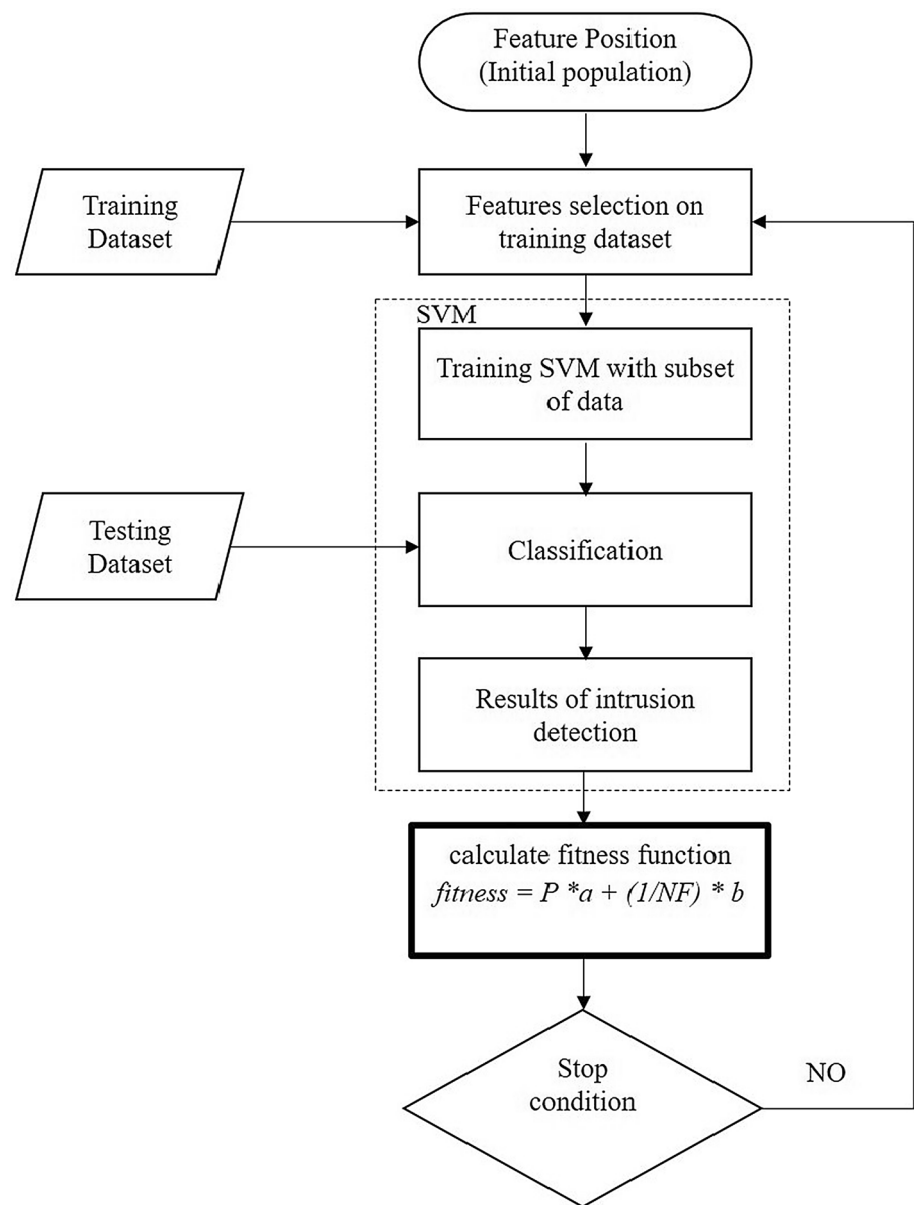 Feature Position
(Initial population)
Training
Dataset
Features selection on
training dataset
SVM
Training SVM with subset
of data
Testing
Dataset
Classification
Results of intrusion
detection
calculate fitness function
fitness = P *a + (1/NF) * b
Stop
condition
NO